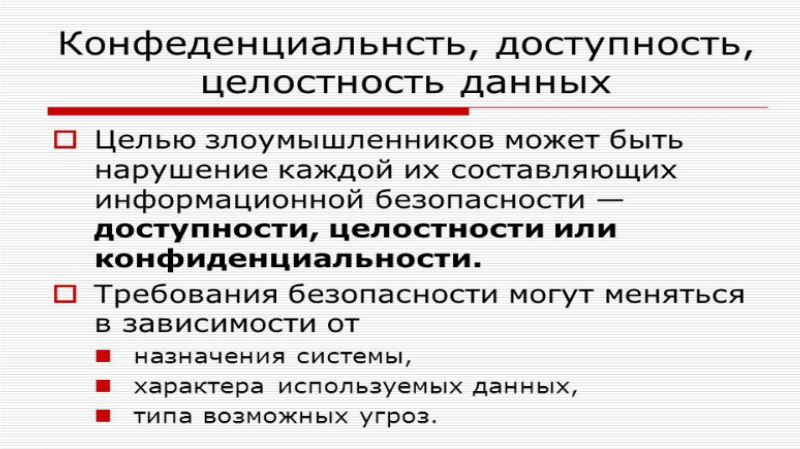 Конфеденциальнсть, доступность,
целостность данных
Целью злоумышленников может быть
нарушение каждой их составляющих
информационной безопасности —
доступности, целостности или
конфиденциальности.
Требования безопасности могут меняться
в зависимости от
назначения системы,
характера используемых данных,
типа возможных угроз.